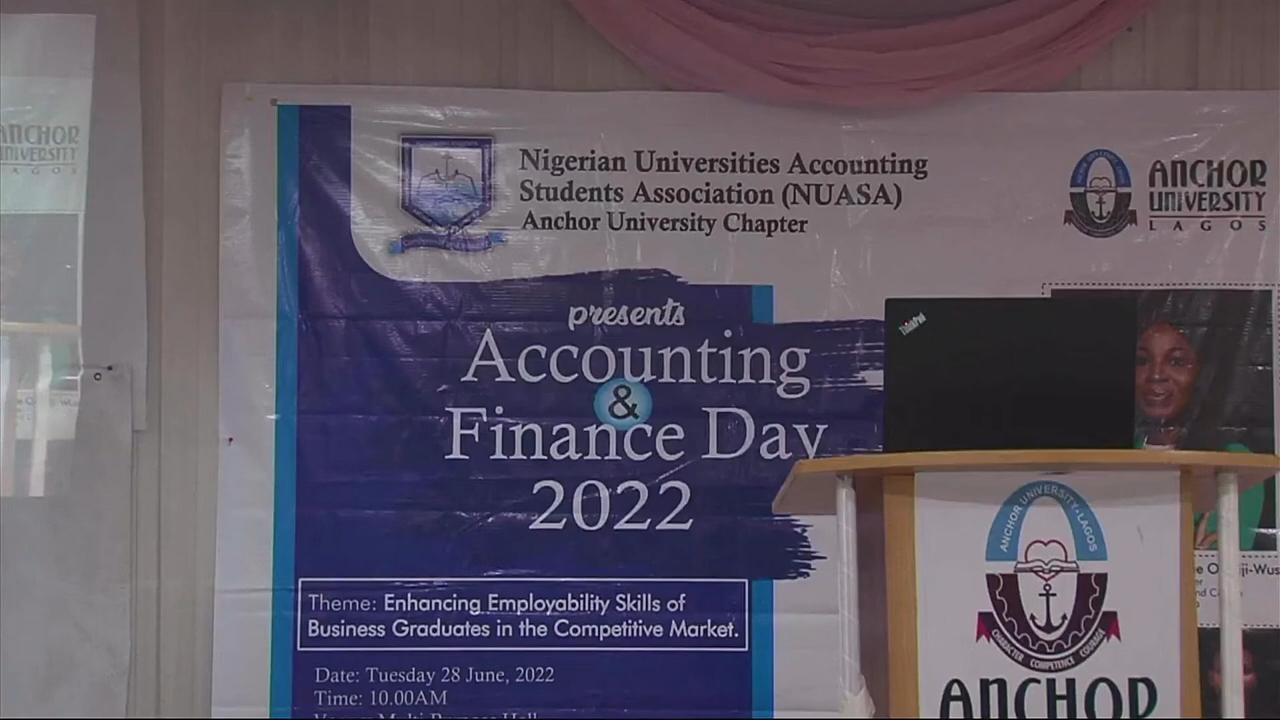 ANCHOR
UNIVERSITY
LAGOS
Nigerian Universities Accounting
Students Association (NUASA)
Anchor University Chapter
ANCHOR
UNIVERSITY
LAGOS
presents
Accounting
&
Finance Day
2022
ThinkPad
Theme: Enhancing Employability Skills of
Business Graduates in the Competitive Market.
Date: Tuesday 28 June, 2022
Time: 10.00AM
ANCHOR UNIVERSITY LAGOS
CHARACTER COMPETENCE COURAGE
ANCHOR